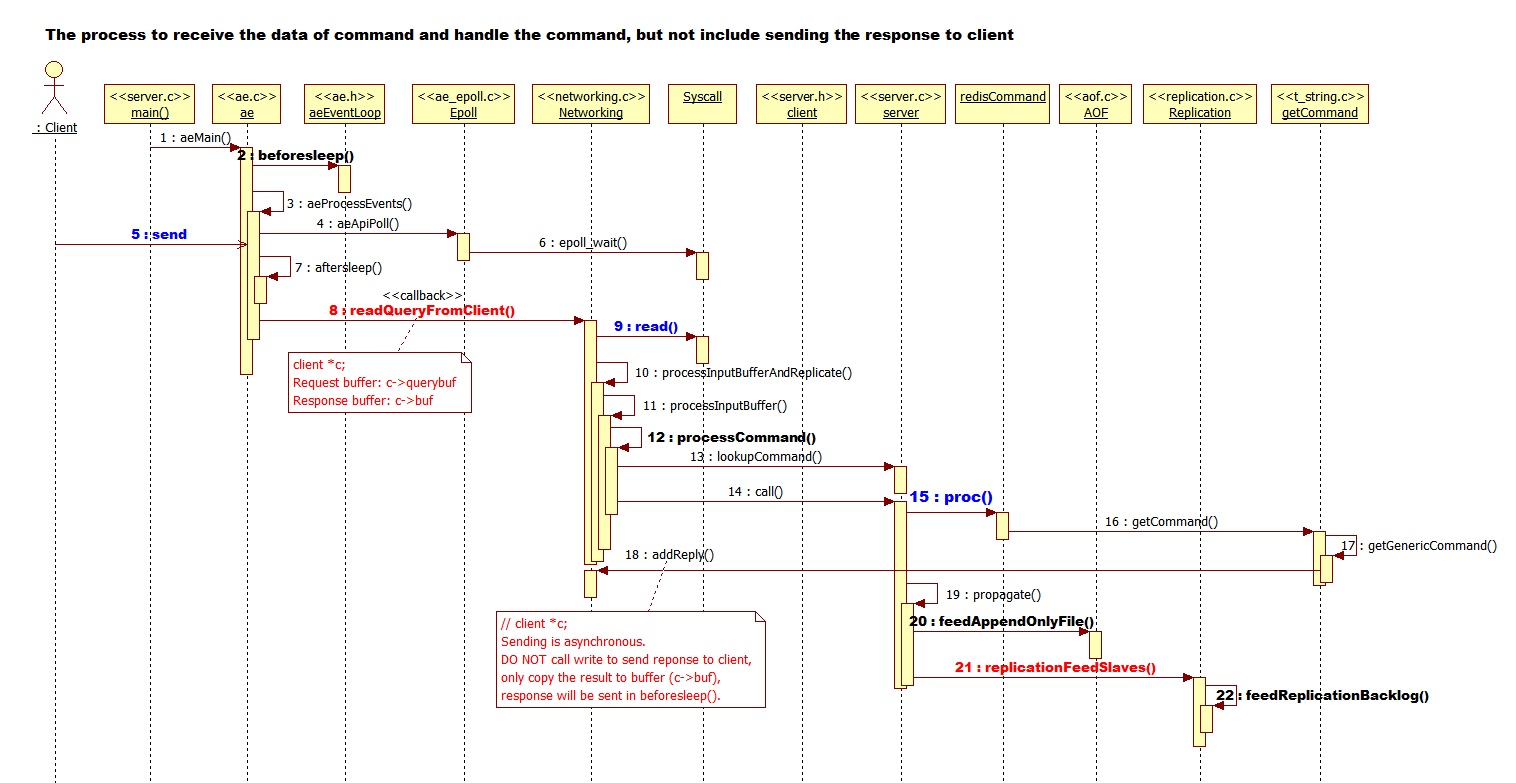 The process to receive the data of command and handle the command, but not include sending the response to client
: Client
<<server.c>>
main()
<<ae.c>>
ae
<<ae.h>>
aeEventLoop
<<ae_epoll.c>>
Epoll
<<networking.c>>
Networking
Syscall
<<server.h>>
client
<<server.c>>
server
redisCommand
<<aof.c>>
AOF
<<replication.c>>
Replication
<<t_string.c>>
getCommand
1 : aeMain()
2 : beforesleep()
3 : aeProcessEvents()
4 : aeApiPoll()
5 : send
6 : epoll_wait()
7 : aftersleep()
<<callback>>
8 : readQueryFromClient()
9 : read()
client *c;
Request buffer: c->querybuf
Response buffer: c->buf
10 : processInputBufferAndReplicate()
11 : processInputBuffer()
12 : processCommand()
13 : lookupCommand()
14 : call()
15 : proc()
16 : getCommand()
17 : getGenericCommand()
18 : addReply()
19 : propagate()
20 : feedAppendOnlyFile()
// client *c;
Sending is asynchronous.
DO NOT call write to send reponse to client,
only copy the result to buffer (c->buf),
response will be sent in beforesleep().
21 : replicationFeedSlaves()
22 : feedReplicationBacklog()